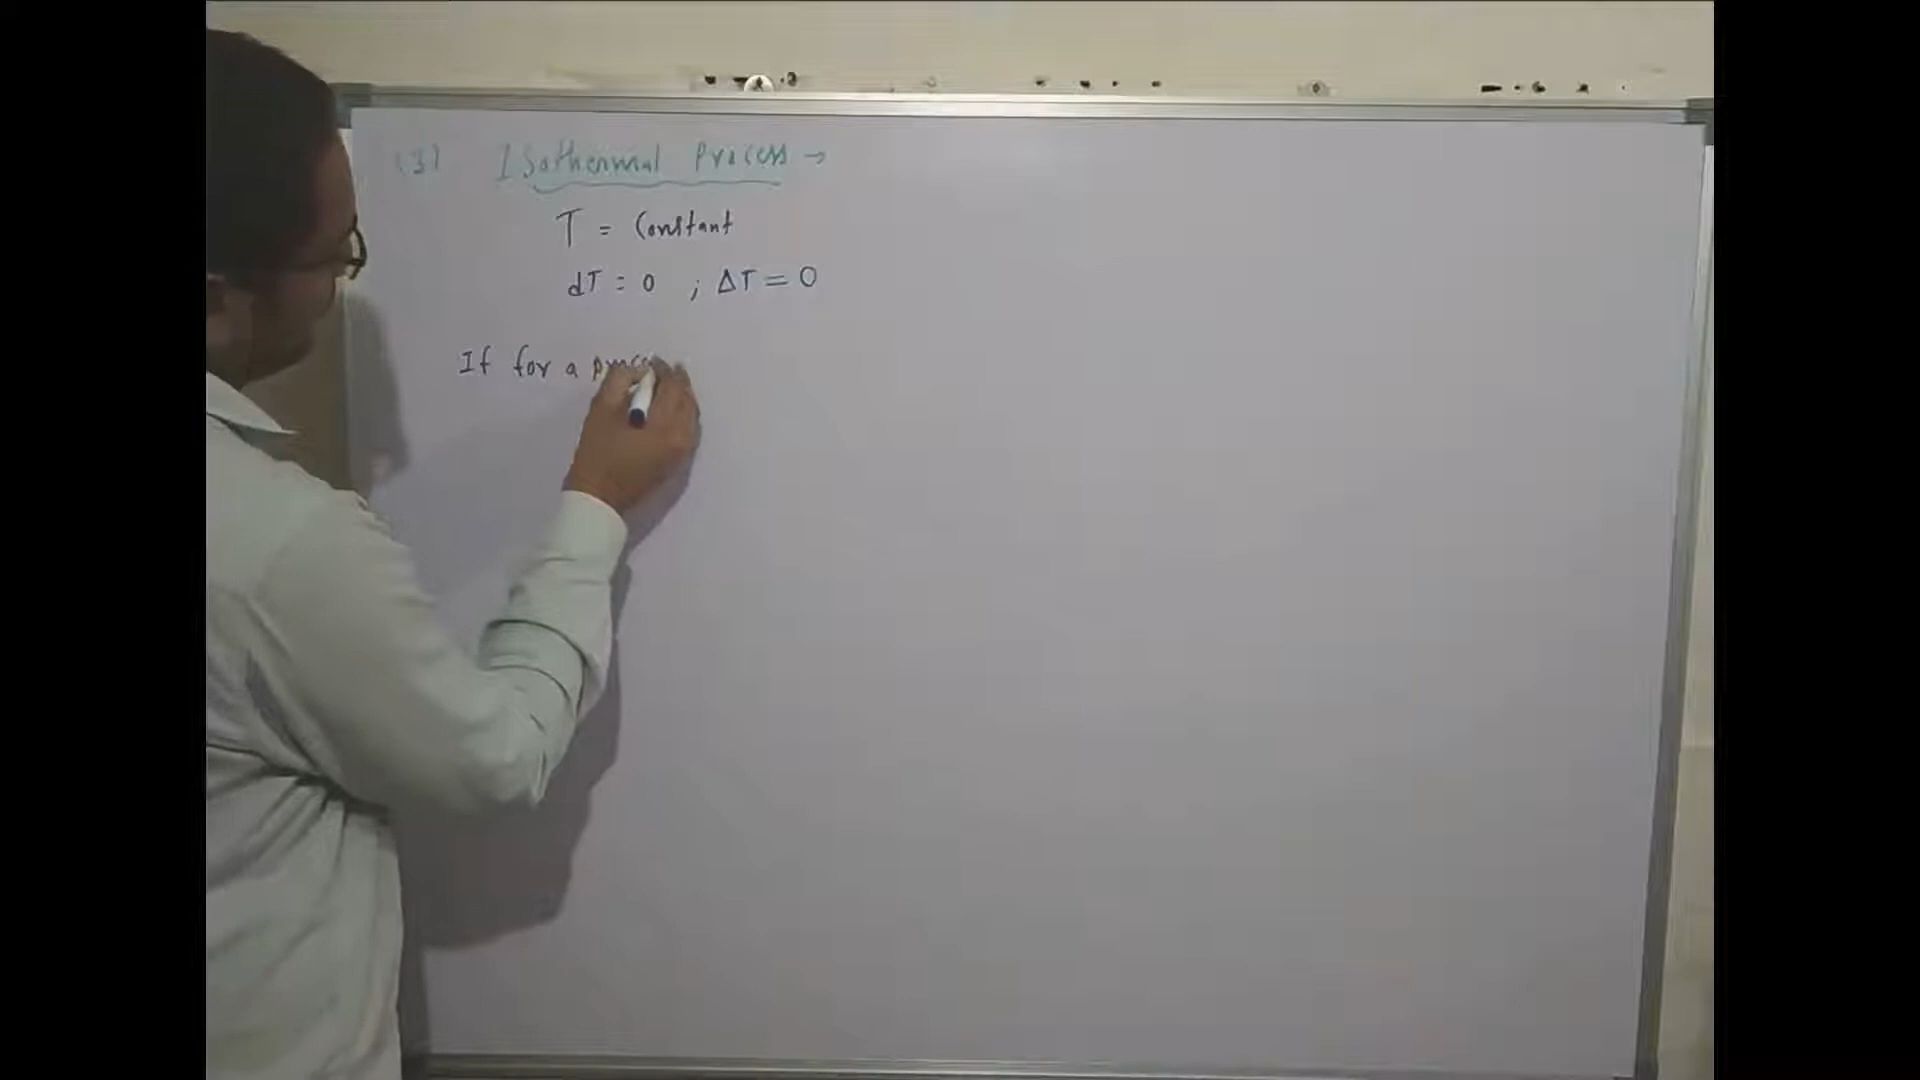 (3) Isothermal Process →
T = Constant
dT = 0 ; ΔT = 0
If for a